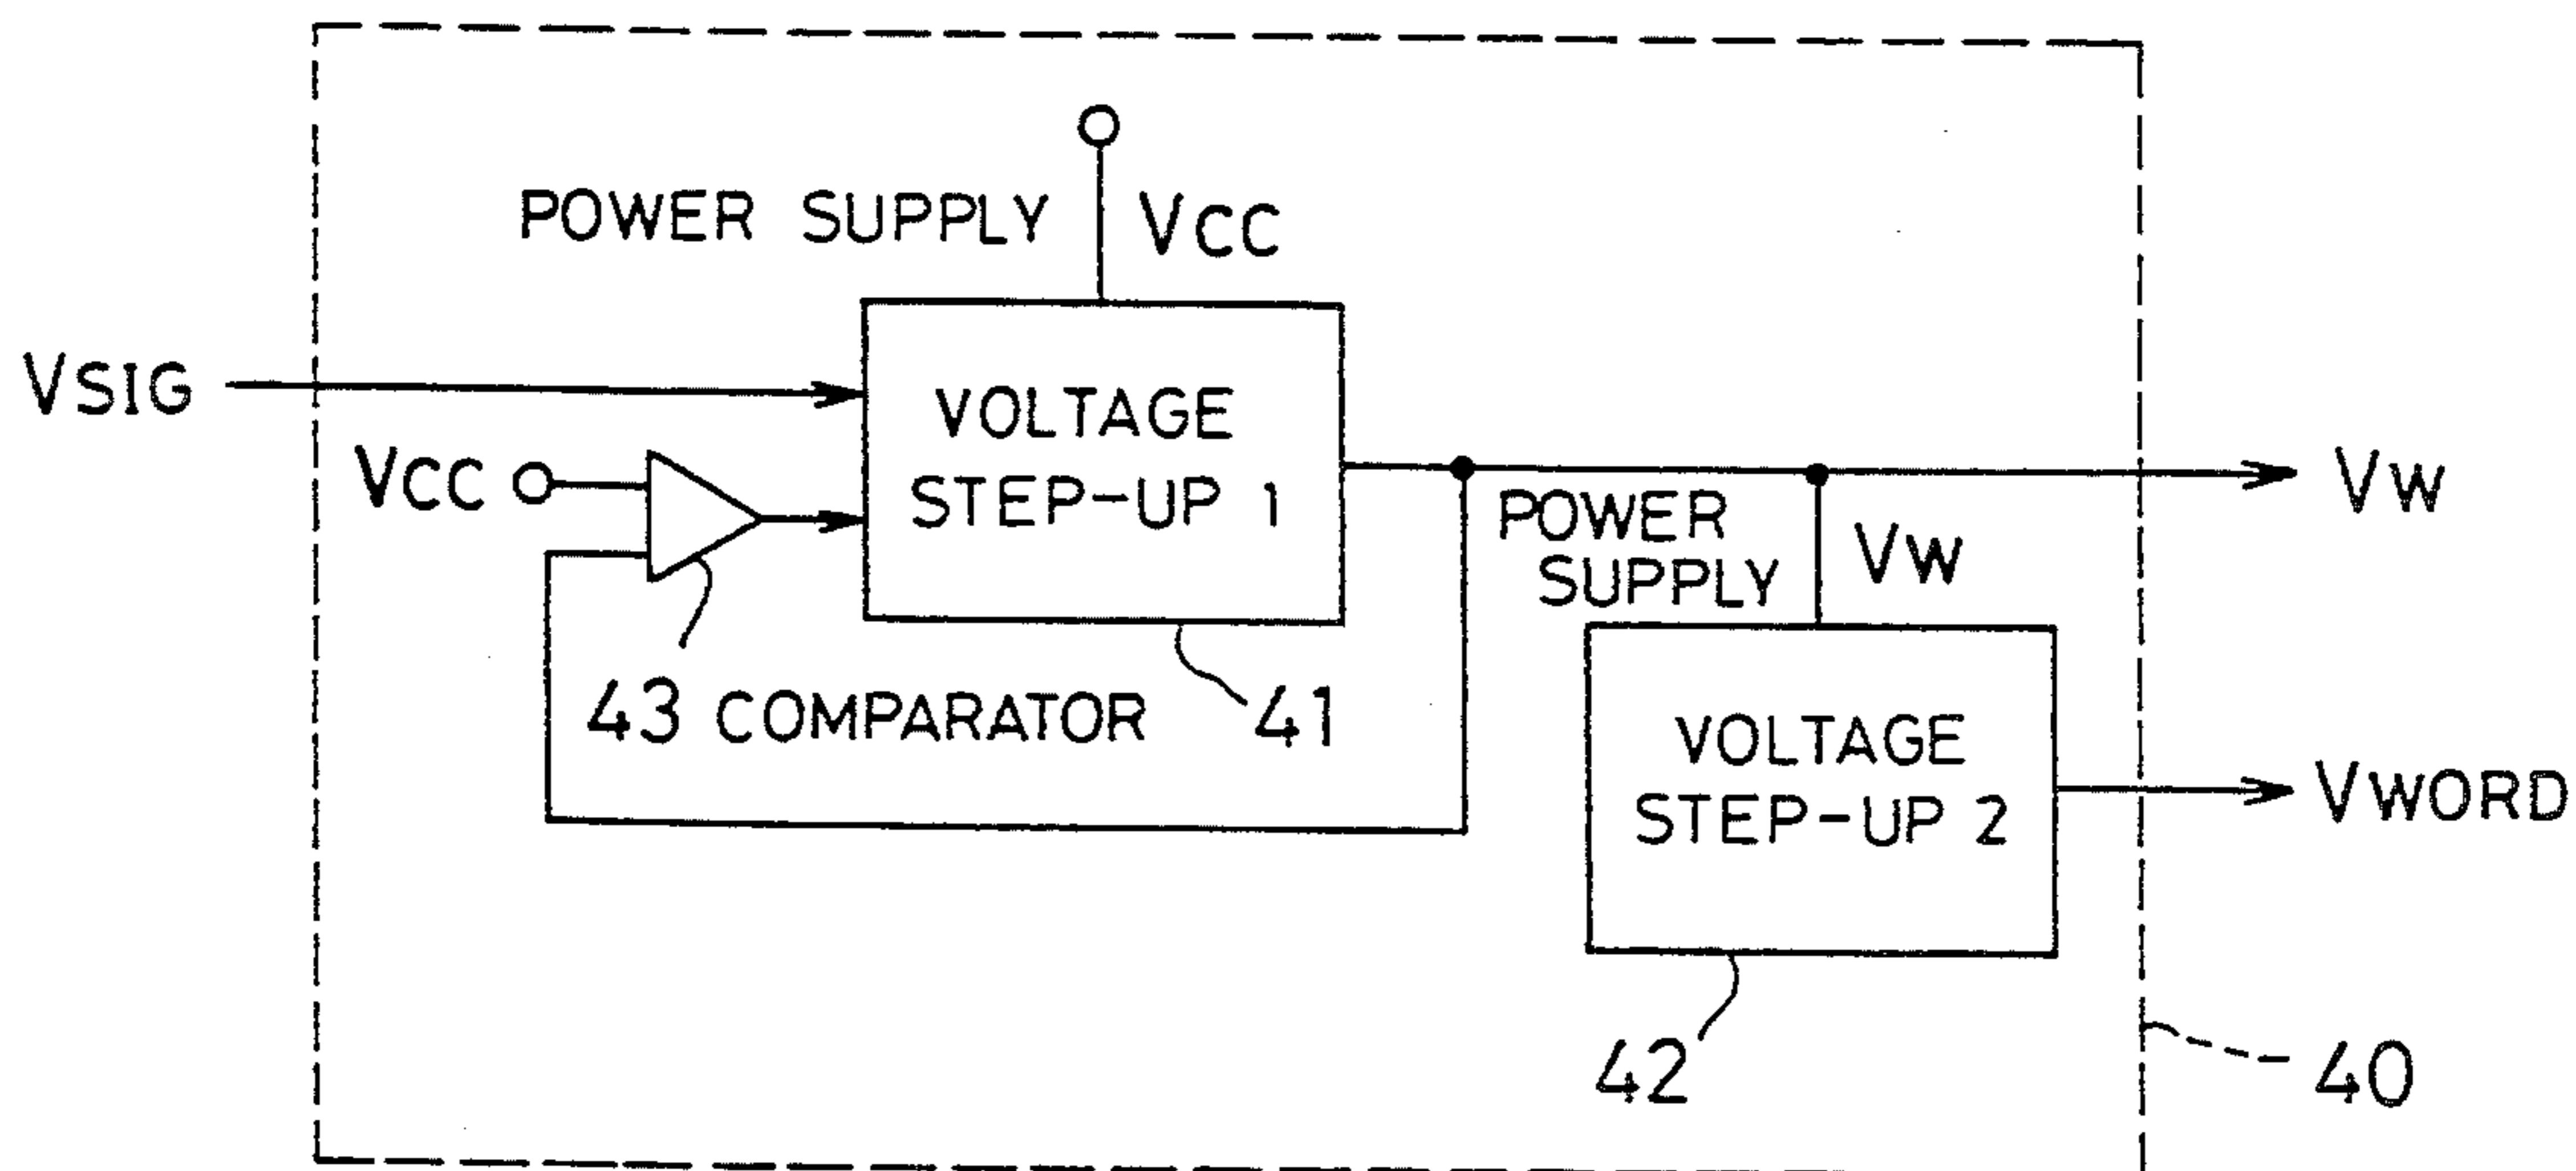 POWER SUPPLY
VCC
VSIG
VCC
VOLTAGE
STEP-UP 1
VW
POWER
SUPPLY
VW
43 COMPARATOR
41
VOLTAGE
STEP-UP 2
VWORD
42
40